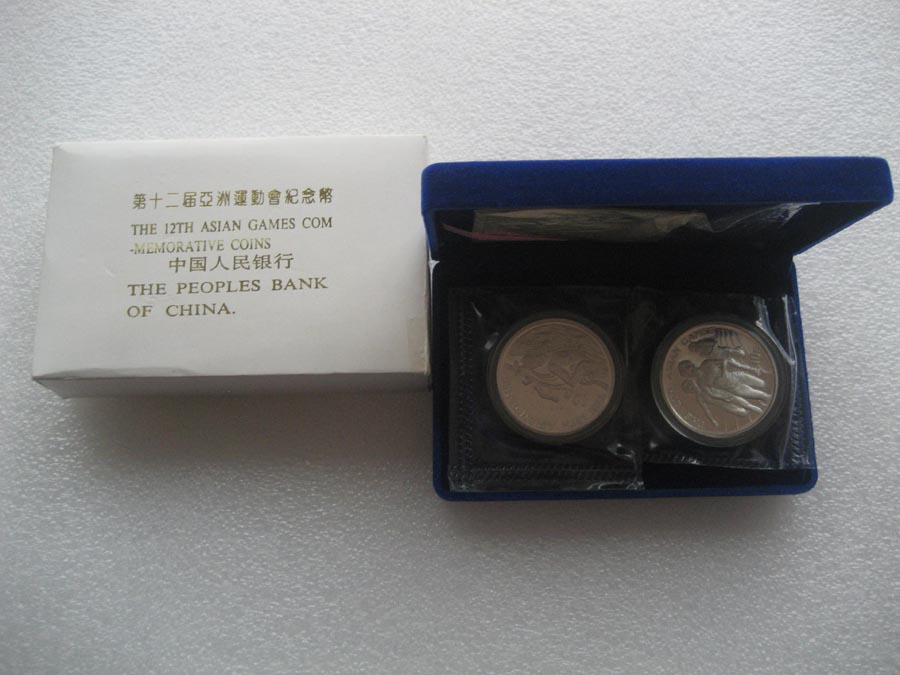 第十二届亞洲運動會紀念幣
THE 12TH ASIAN GAMES COM
-MEMORATIVE COINS
中国人民银行
THE PEOPLES BANK
OF CHINA.